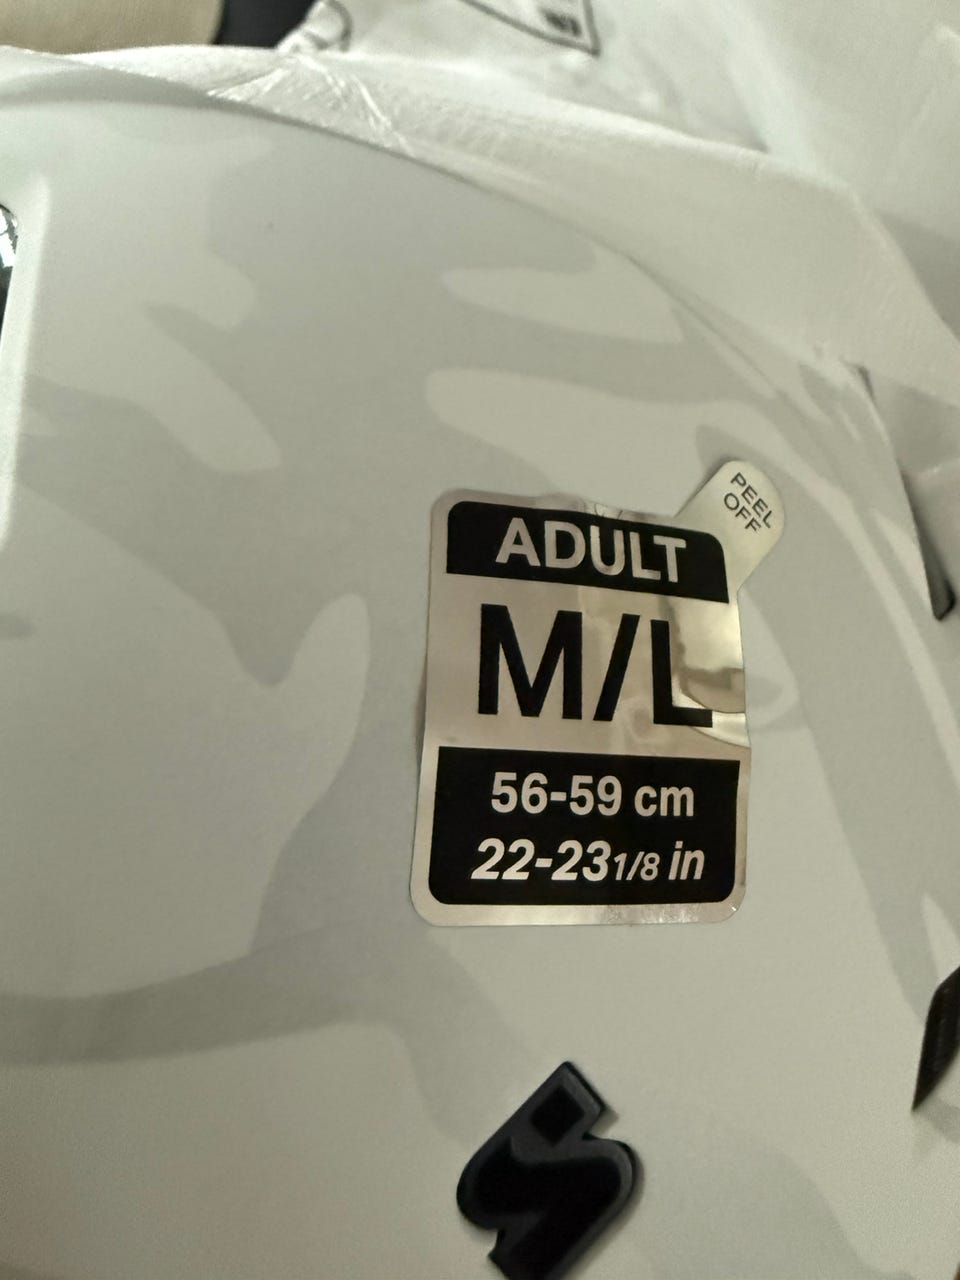 PEEL
OFF
ADULT
M/L
56-59 cm
22-231/8 in